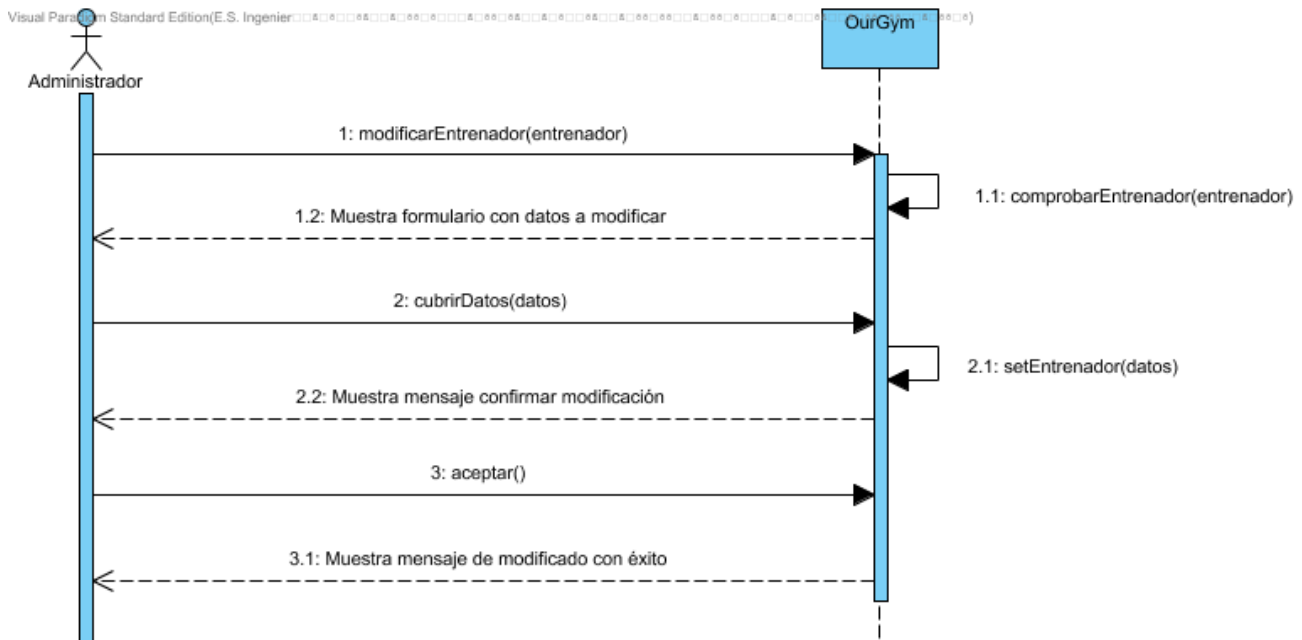 Visual Paradigm Standard Edition(E.S. Ingenier
OurGym
Administrador
1: modificarEntrenador(entrenador)
1.1: comprobarEntrenador(entrenador)
1.2: Muestra formulario con datos a modificar
2: cubrirDatos(datos)
2.1: setEntrenador(datos)
2.2: Muestra mensaje confirmar modificación
3: aceptar()
3.1: Muestra mensaje de modificado con éxito